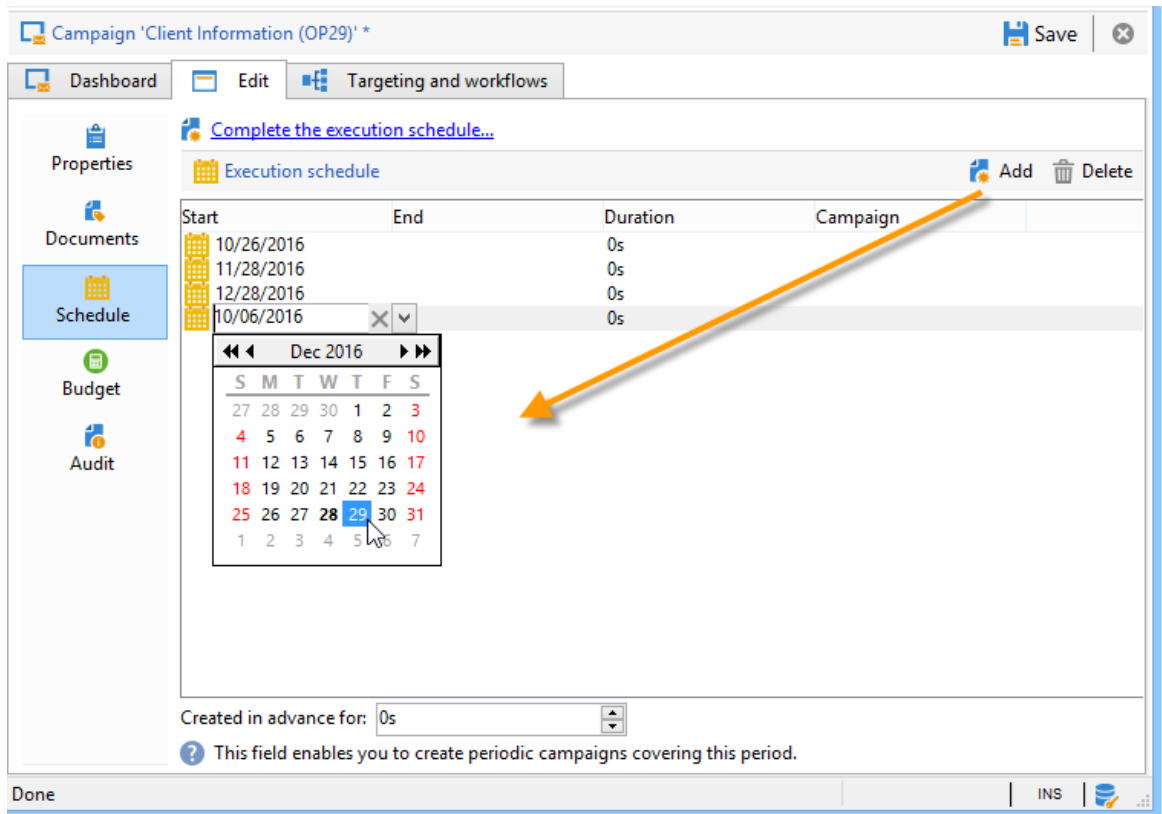 Campaign 'Client Information (OP29)' *
Save
Dashboard
Edit
Targeting and workflows
Properties
Documents
Schedule
Budget
Audit
Complete the execution schedule...
Execution schedule
Add
Delete
Start End Duration Campaign
10/26/2016 0s
11/28/2016 0s
12/28/2016 0s
10/06/2016 0s
Dec 2016
S M T W T F S
27 28 29 30 1 2 3
4 5 6 7 8 9 10
11 12 13 14 15 16 17
18 19 20 21 22 23 24
25 26 27 28 29 30 31
1 2 3 4 5 6 7
Created in advance for: 0s
This field enables you to create periodic campaigns covering this period.
Done
INS